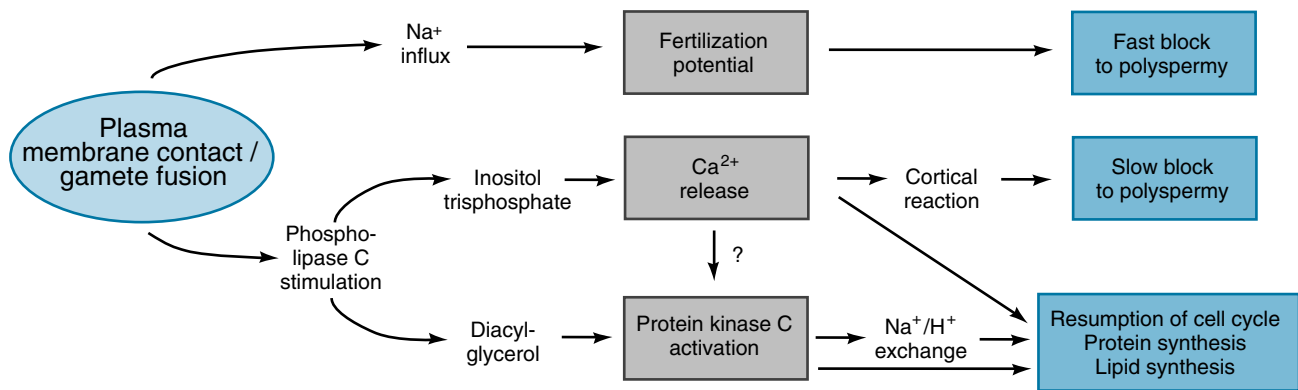 Na⁺
influx
Fertilization
potential
Fast block
to polyspermy
Plasma
membrane contact /
gamete fusion
Inositol
trisphosphate
Ca²⁺
release
Cortical
reaction
Slow block
to polyspermy
Phospho-
lipase C
stimulation
?
Diacyl-
glycerol
Protein kinase C
activation
Na⁺/H⁺
exchange
Resumption of cell cycle
Protein synthesis
Lipid synthesis